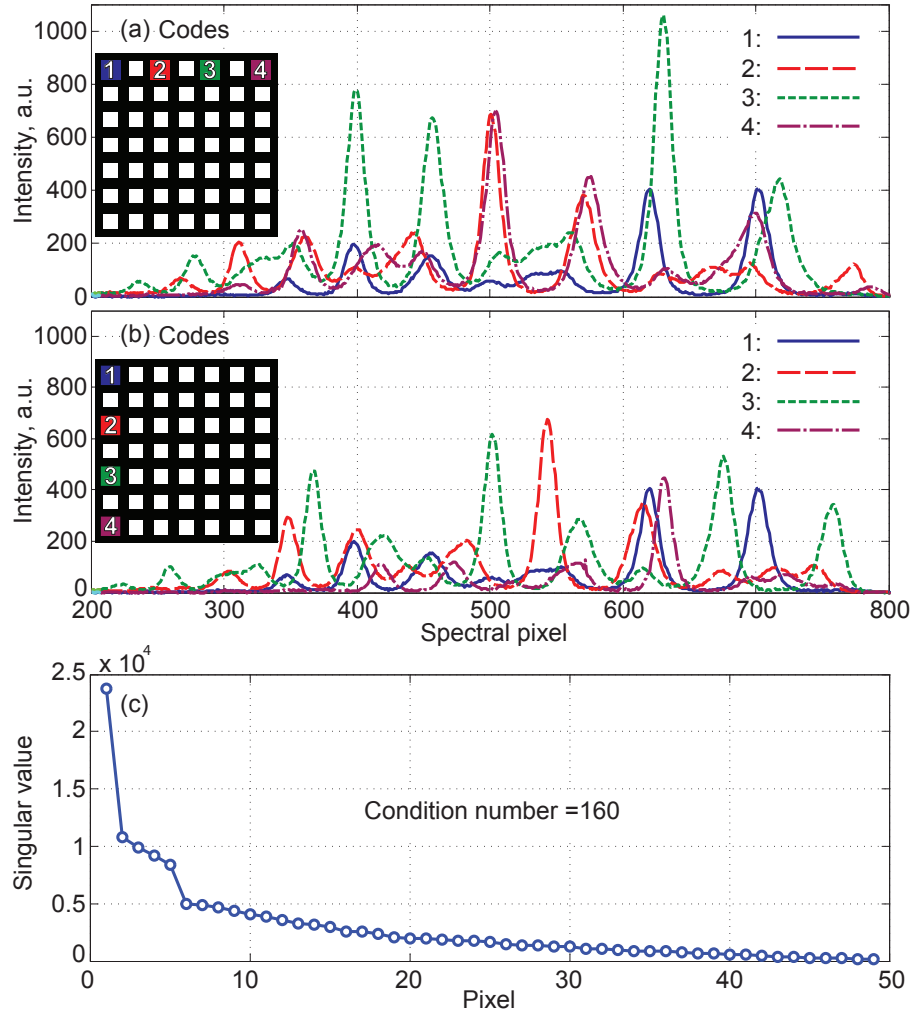 (a) Codes
1 2 3 4
1:
2:
3:
4:
1000
800
600
400
200
0
Intensity, a.u.
(b) Codes
1
2
3
4
1:
2:
3:
4:
1000
800
600
400
200
0
Intensity, a.u.
200 300 400 500 600 700 800
Spectral pixel
x 10^4
(c)
2.5
2
1.5
1
0.5
0
Singular value
Condition number =160
0 10 20 30 40 50
Pixel